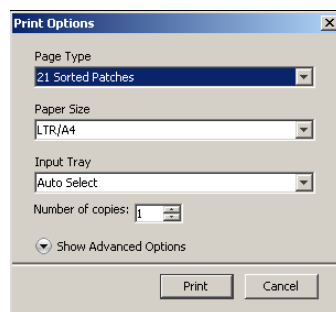 Print Options
Page Type
21 Sorted Patches
Paper Size
LTR/A4
Input Tray
Auto Select
Number of copies: 1
Show Advanced Options
Print Cancel